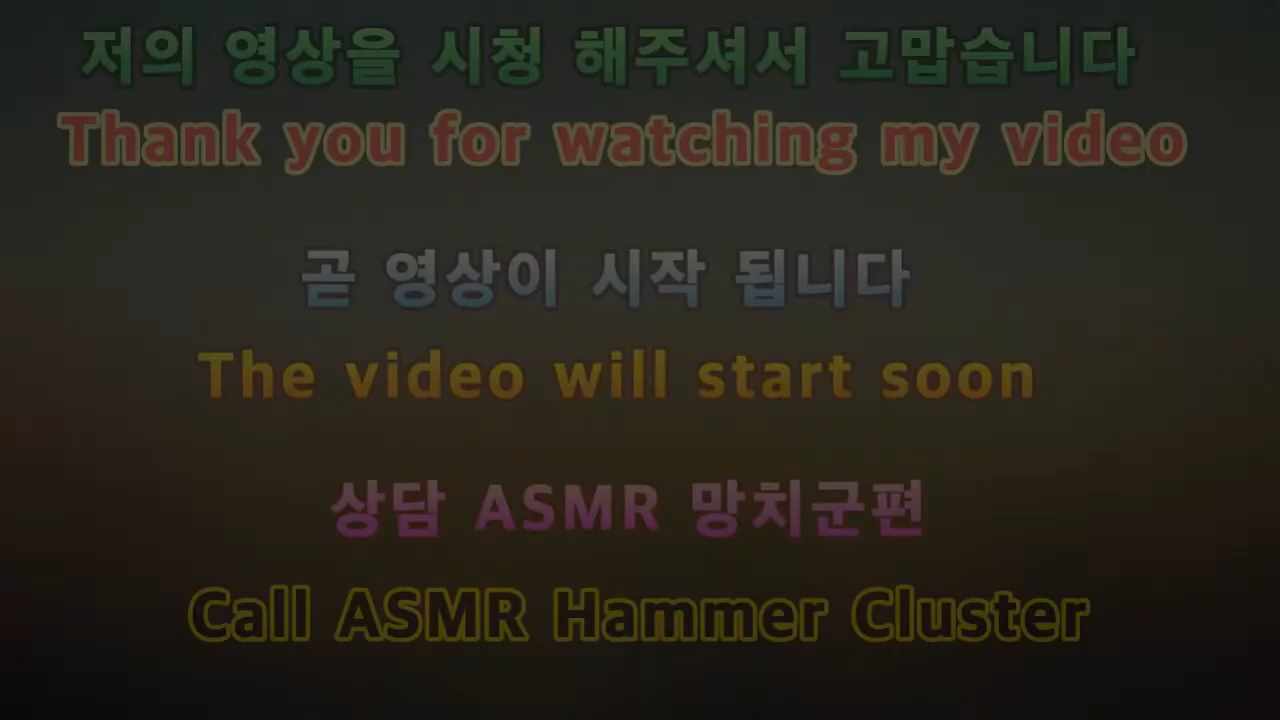 저의 영상을 시청 해주셔서 고맙습니다
Thank you for watching my video
곧 영상이 시작 됩니다
The video will start soon
상담 ASMR 망치군편
Call ASMR Hammer Cluster